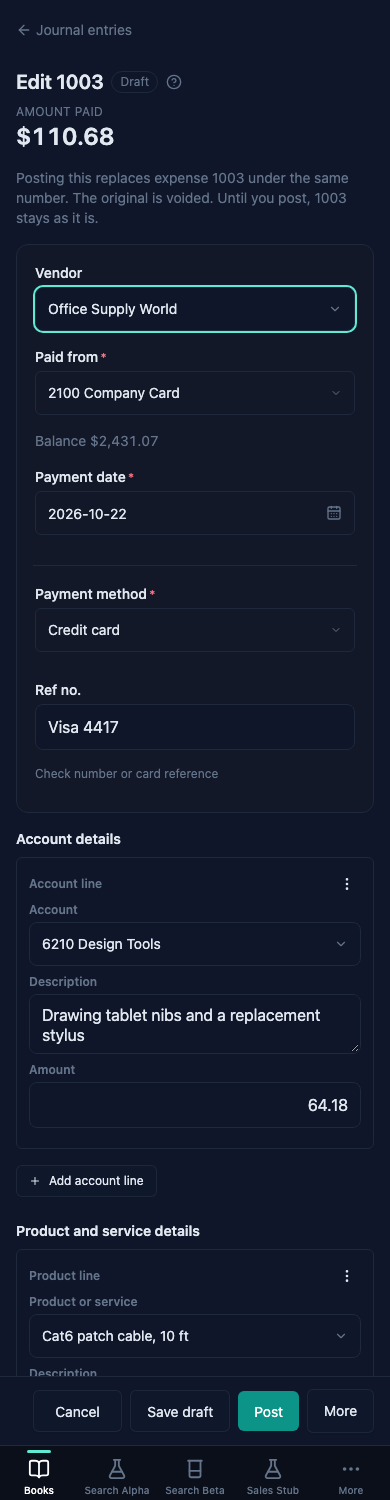 Journal entries
Edit 1003 Draft
AMOUNT PAID
$110.68
Posting this replaces expense 1003 under the same
number. The original is voided. Until you post, 1003
stays as it is.
Vendor
Office Supply World
Paid from*
2100 Company Card
Balance $2,431.07
Payment date*
2026-10-22
Payment method*
Credit card
Ref no.
Visa 4417
Check number or card reference
Account details
Account line
Account
6210 Design Tools
Description
Drawing tablet nibs and a replacement
stylus
Amount
64.18
+ Add account line
Product and service details
Product line
Product or service
Cat6 patch cable, 10 ft
Description
Cancel Save draft Post More
Books Search Alpha Search Beta Sales Stub More